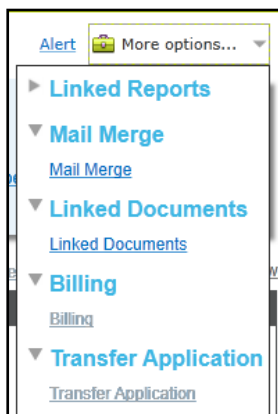 Alert More options...
Linked Reports
Mail Merge
Mail Merge
Linked Documents
Linked Documents
Billing
Billing
Transfer Application
Transfer Application